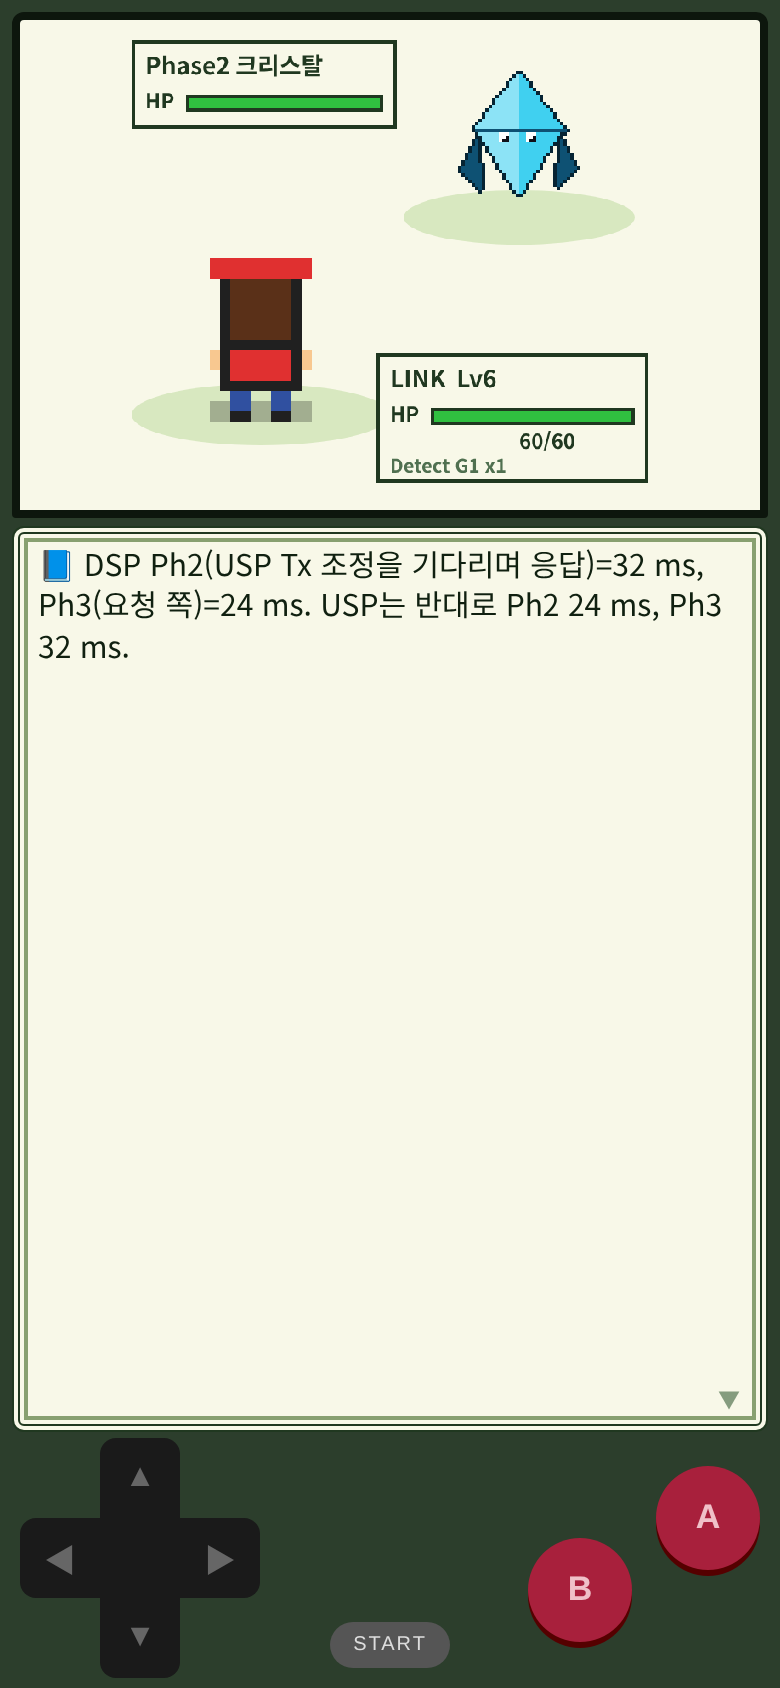 Phase2 크리스탈
HP
LINK Lv6
HP
60/60
Detect G1 x1
📘 DSP Ph2(USP Tx 조정을 기다리며 응답)=32 ms,
Ph3(요청 쪽)=24 ms. USP는 반대로 Ph2 24 ms, Ph3
32 ms.
A
B
START